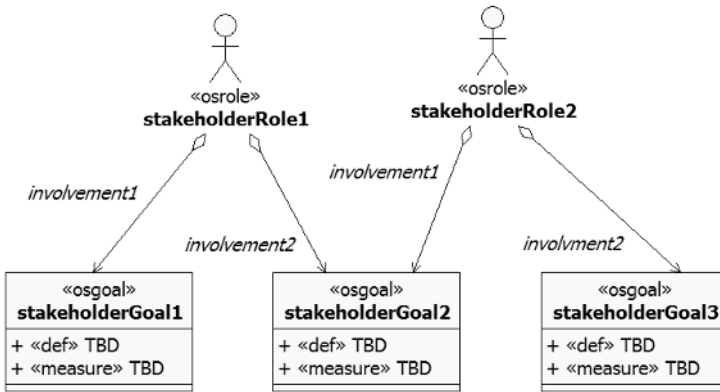 «osrole»
stakeholderRole1
«osrole»
stakeholderRole2
involvement1
involvement1
involvement2
involvment2
«osgoal»
stakeholderGoal1
+ «def» TBD
+ «measure» TBD
«osgoal»
stakeholderGoal2
+ «def» TBD
+ «measure» TBD
«osgoal»
stakeholderGoal3
+ «def» TBD
+ «measure» TBD